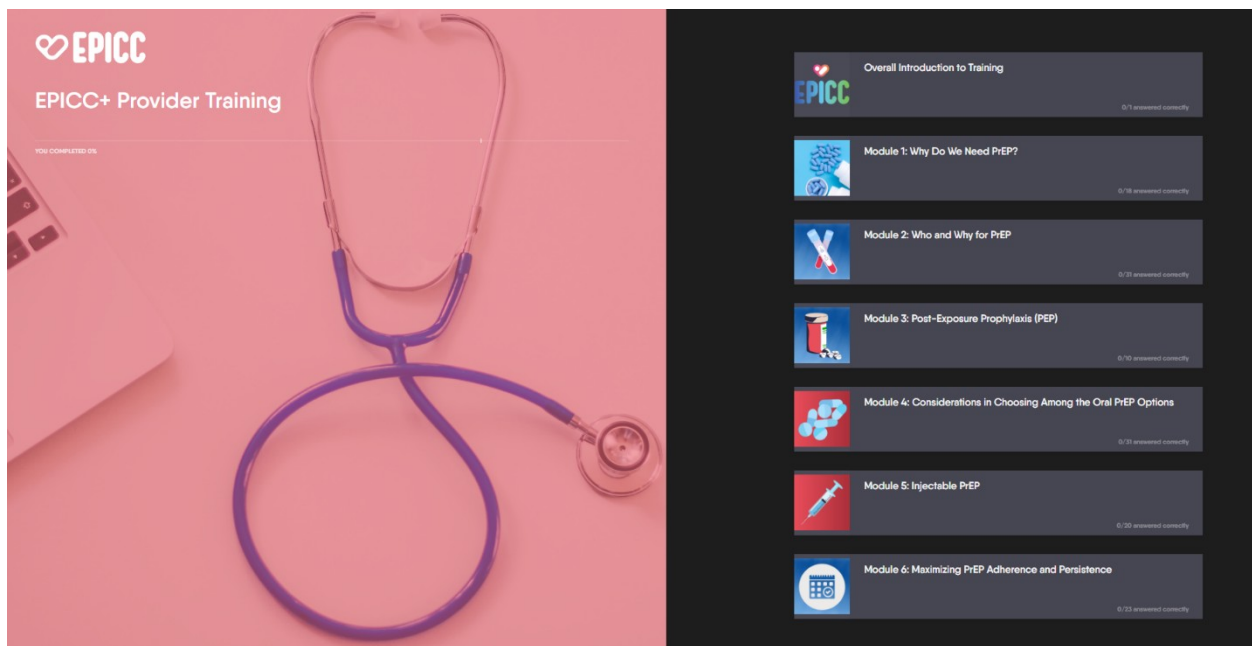 EPICC
EPICC+ Provider Training
YOU COMPLETED 0%
EPICC
Overall Introduction to Training
0/1 answered correctly
Module 1: Why Do We Need PrEP?
0/18 answered correctly
Module 2: Who and Why for PrEP
0/21 answered correctly
Module 3: Post-Exposure Prophylaxis (PEP)
0/10 answered correctly
Module 4: Considerations in Choosing Among the Oral PrEP Options
0/31 answered correctly
Module 5: Injectable PrEP
0/20 answered correctly
Module 6: Maximizing PrEP Adherence and Persistence
0/23 answered correctly